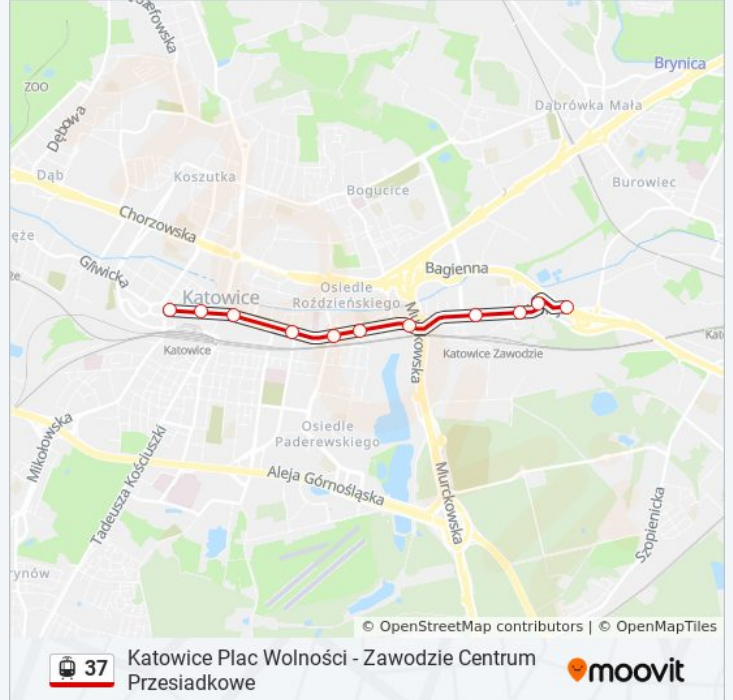 Józefowska
ZOO
Dębowa
Brynica
Dąbrówka Mała
Dąb
Koszutka
Bogucice
Burowiec
Chorzowska
Gliwicka
Bagienna
Katowice
Osiedle
Roździeńskiego
Murckowska
Katowice
Katowice Zawodzie
Osiedle
Paderewskiego
Mikołowska
Tadeusza Kościuszki
Aleja Górnośląska
Murckowska
Szopienicka
© OpenStreetMap contributors | © OpenMapTiles
37
Katowice Plac Wolności - Zawodzie Centrum
Przesiadkowe
moovit